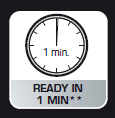 1 min.
READY IN
1 MIN**